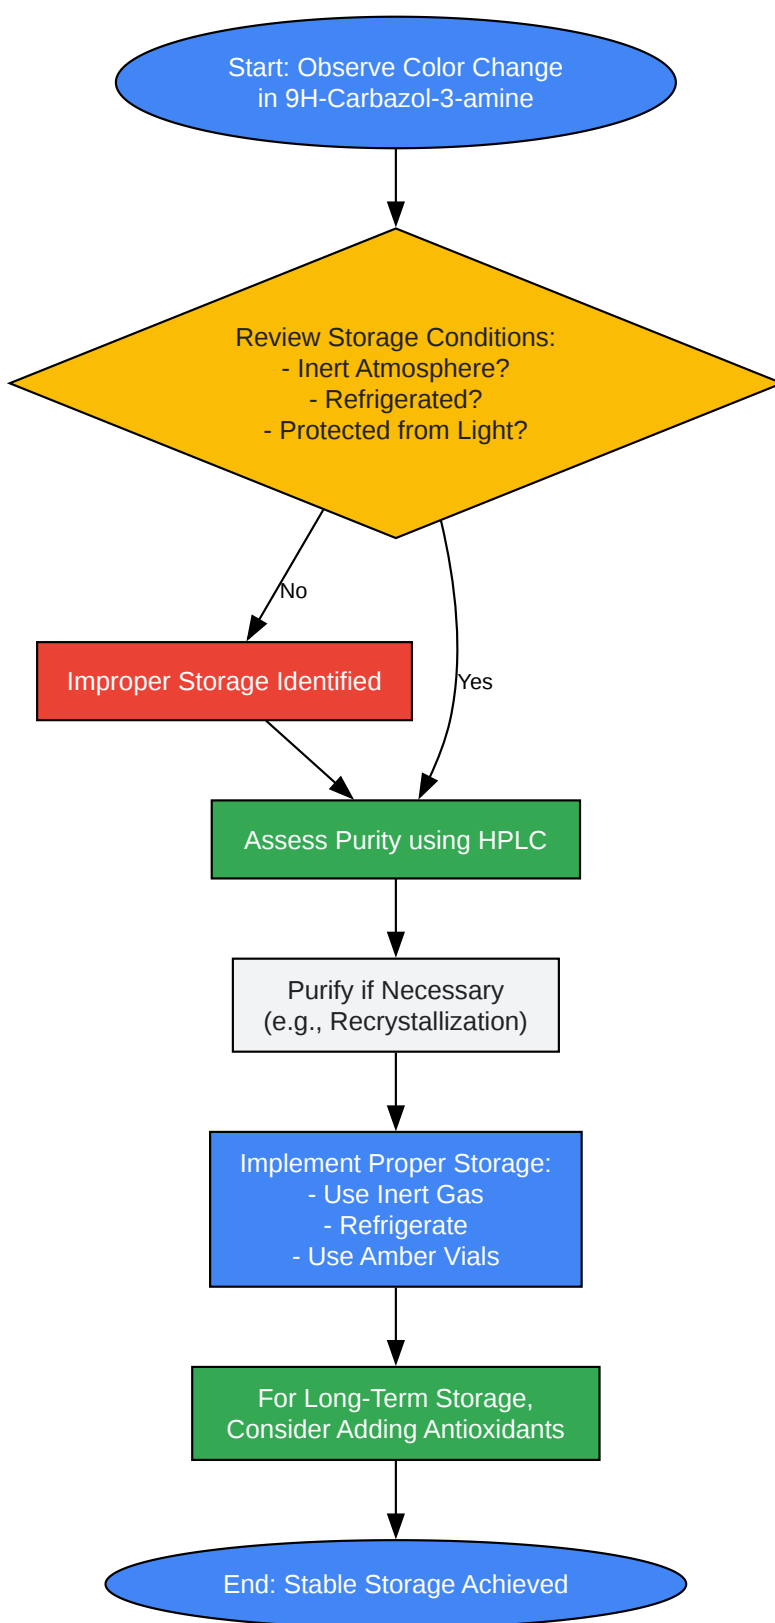 Start: Observe Color Change
in 9H-Carbazol-3-amine
Review Storage Conditions:
- Inert Atmosphere?
- Refrigerated?
- Protected from Light?
No
Improper Storage Identified
Yes
Assess Purity using HPLC
Purify if Necessary
(e.g., Recrystallization)
Implement Proper Storage:
- Use Inert Gas
- Refrigerate
- Use Amber Vials
For Long-Term Storage,
Consider Adding Antioxidants
End: Stable Storage Achieved